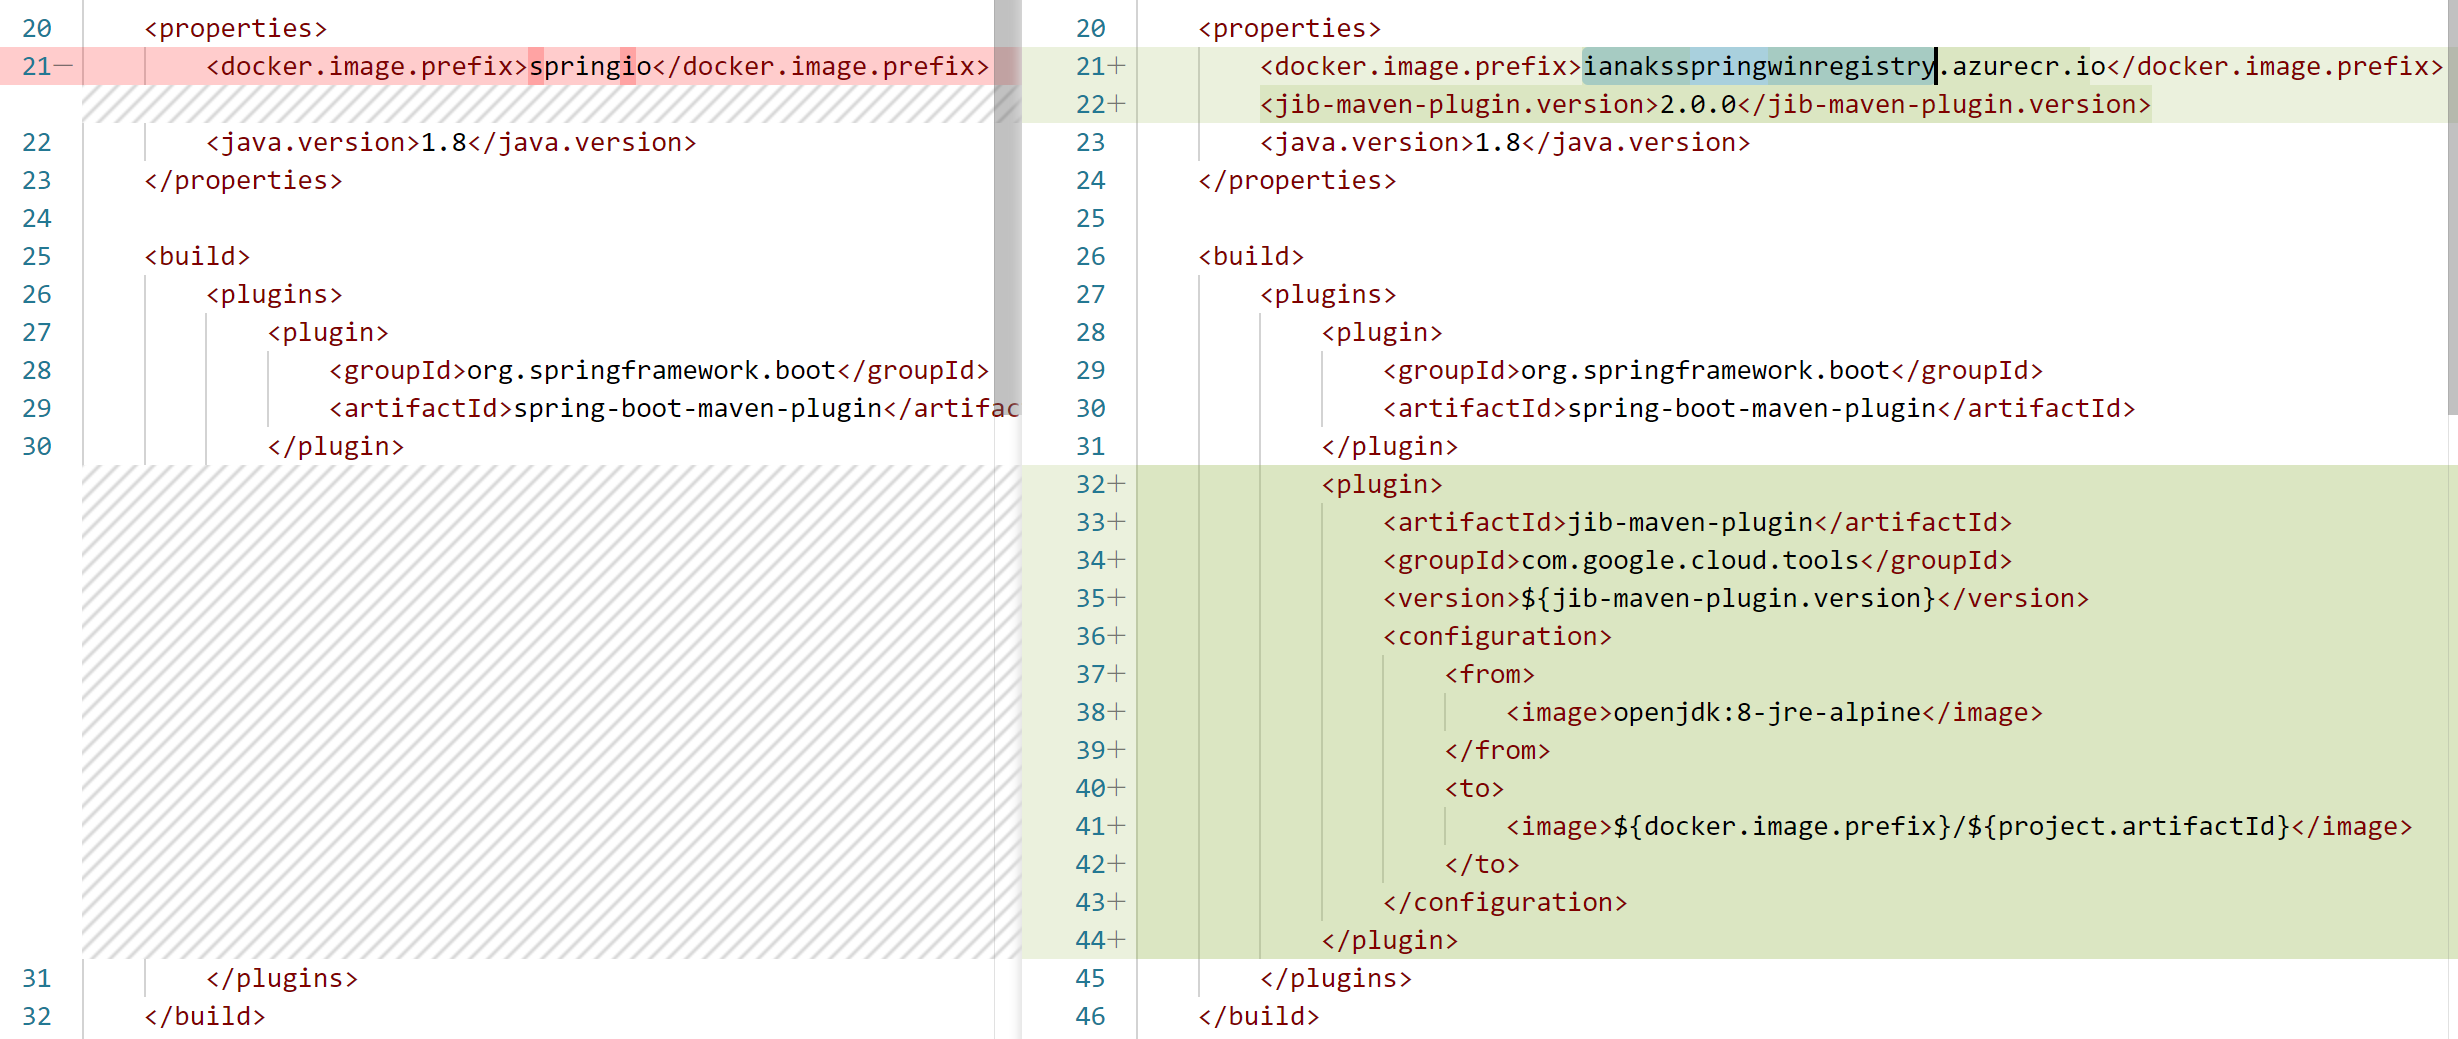 20 <properties>
21— <docker.image.prefix>springio</docker.image.prefix>
22 <java.version>1.8</java.version>
23 </properties>
24
25 <build>
26 <plugins>
27 <plugin>
28 <groupId>org.springframework.boot</groupId>
29 <artifactId>spring-boot-maven-plugin</artifac
30 </plugin>
31 </plugins>
32 </build>
20 <properties>
21+ <docker.image.prefix>ianaksspringwinregistry.azurecr.io</docker.image.prefix>
22+ <jib-maven-plugin.version>2.0.0</jib-maven-plugin.version>
23 <java.version>1.8</java.version>
24 </properties>
25
26 <build>
27 <plugins>
28 <plugin>
29 <groupId>org.springframework.boot</groupId>
30 <artifactId>spring-boot-maven-plugin</artifactId>
31 </plugin>
32+ <plugin>
33+ <artifactId>jib-maven-plugin</artifactId>
34+ <groupId>com.google.cloud.tools</groupId>
35+ <version>${jib-maven-plugin.version}</version>
36+ <configuration>
37+ <from>
38+ <image>openjdk:8-jre-alpine</image>
39+ </from>
40+ <to>
41+ <image>${docker.image.prefix}/${project.artifactId}</image>
42+ </to>
43+ </configuration>
44+ </plugin>
45 </plugins>
46 </build>